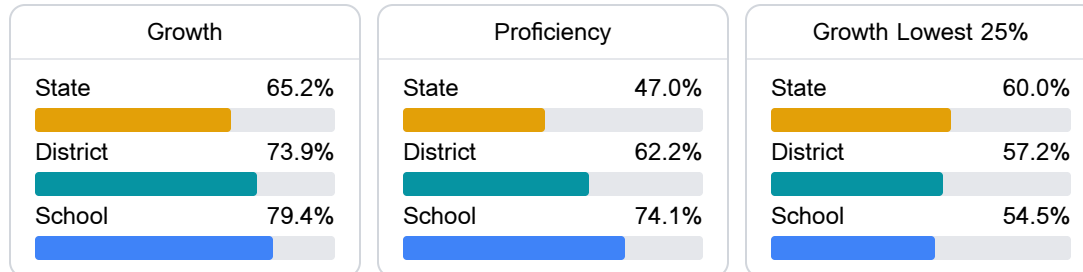 Growth
State 65.2%
District 73.9%
School 79.4%
Proficiency
State 47.0%
District 62.2%
School 74.1%
Growth Lowest 25%
State 60.0%
District 57.2%
School 54.5%